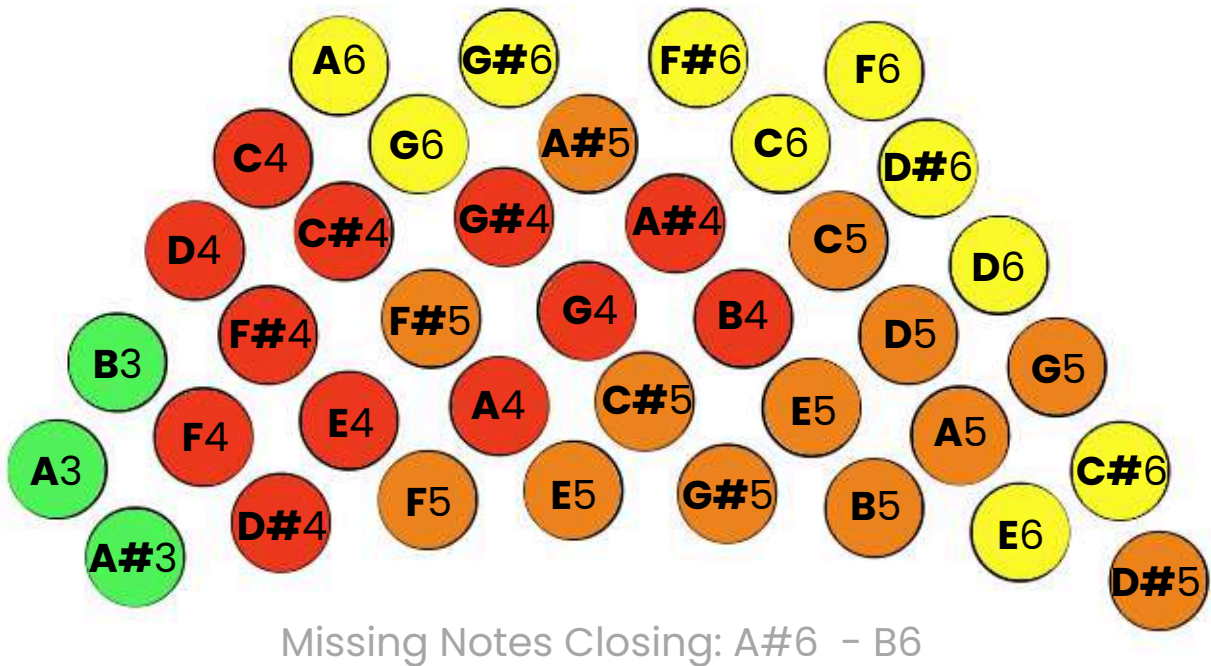 A6 G#6 F#6 F6
C4 G6 A#5 C6 D#6
D4 C#4 G#4 A#4 C5 D6
B3 F#4 F#5 G4 B4 D5 G5
A3 F4 E4 A4 C#5 E5 A5 C#6
A#3 D#4 F5 E5 G#5 B5 E6 D#5
Missing Notes Closing: A#6 - B6